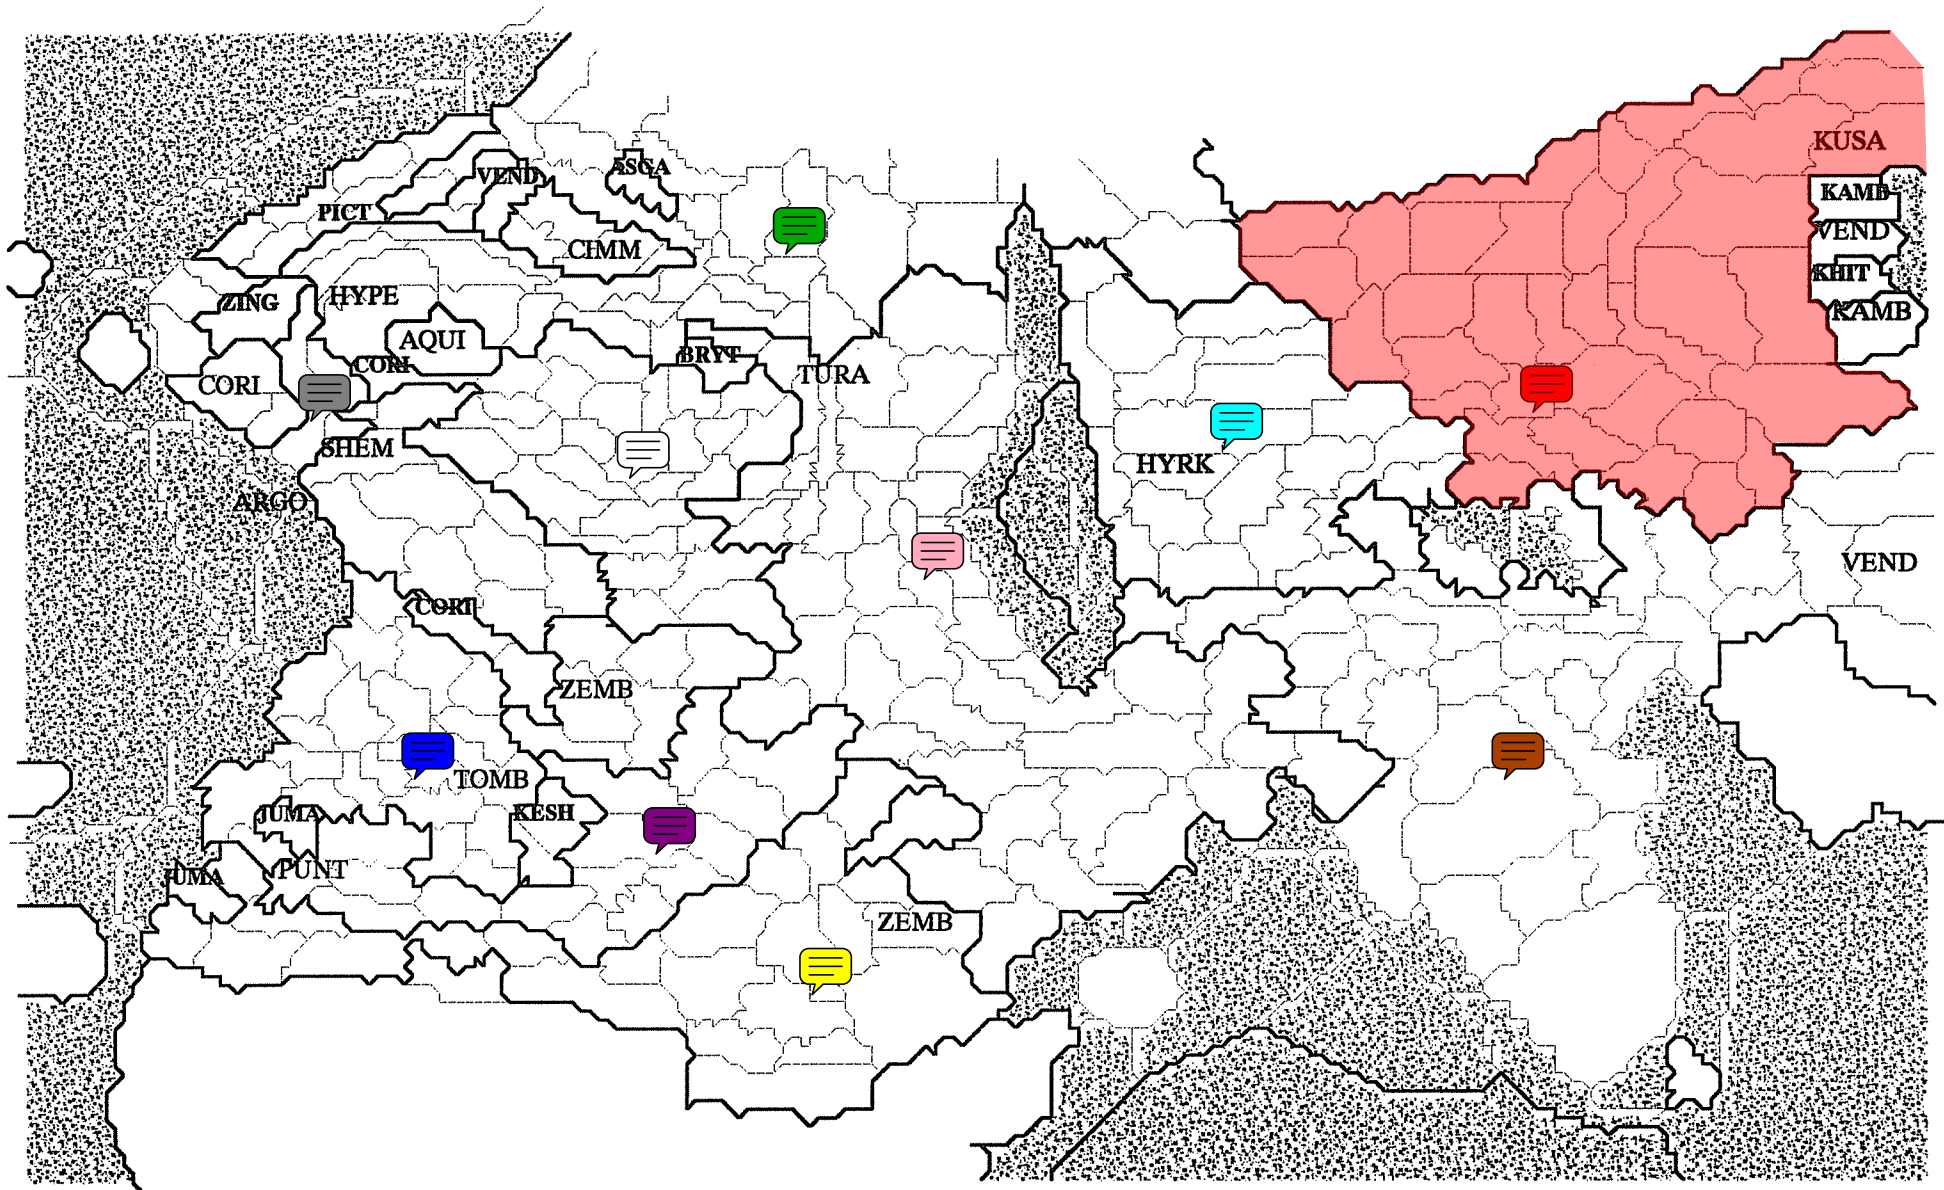 KUSA
ASGA
VEND
KAMB
PICT
VEND
CIMM
KHIT
ZING
HYPE
KAMB
AQUI
BRYT
CORI
TURA
CORI
SHEM
HYRK
ARGO
VEND
CORI
ZEMB
TOMB
JUMA
KESH
PUNT
JUMA
ZEMB